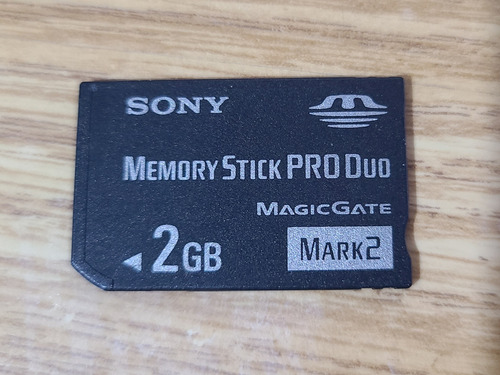 SONY
MEMORY STICK PRO DUO
MAGICGATE
2GB
MARK2